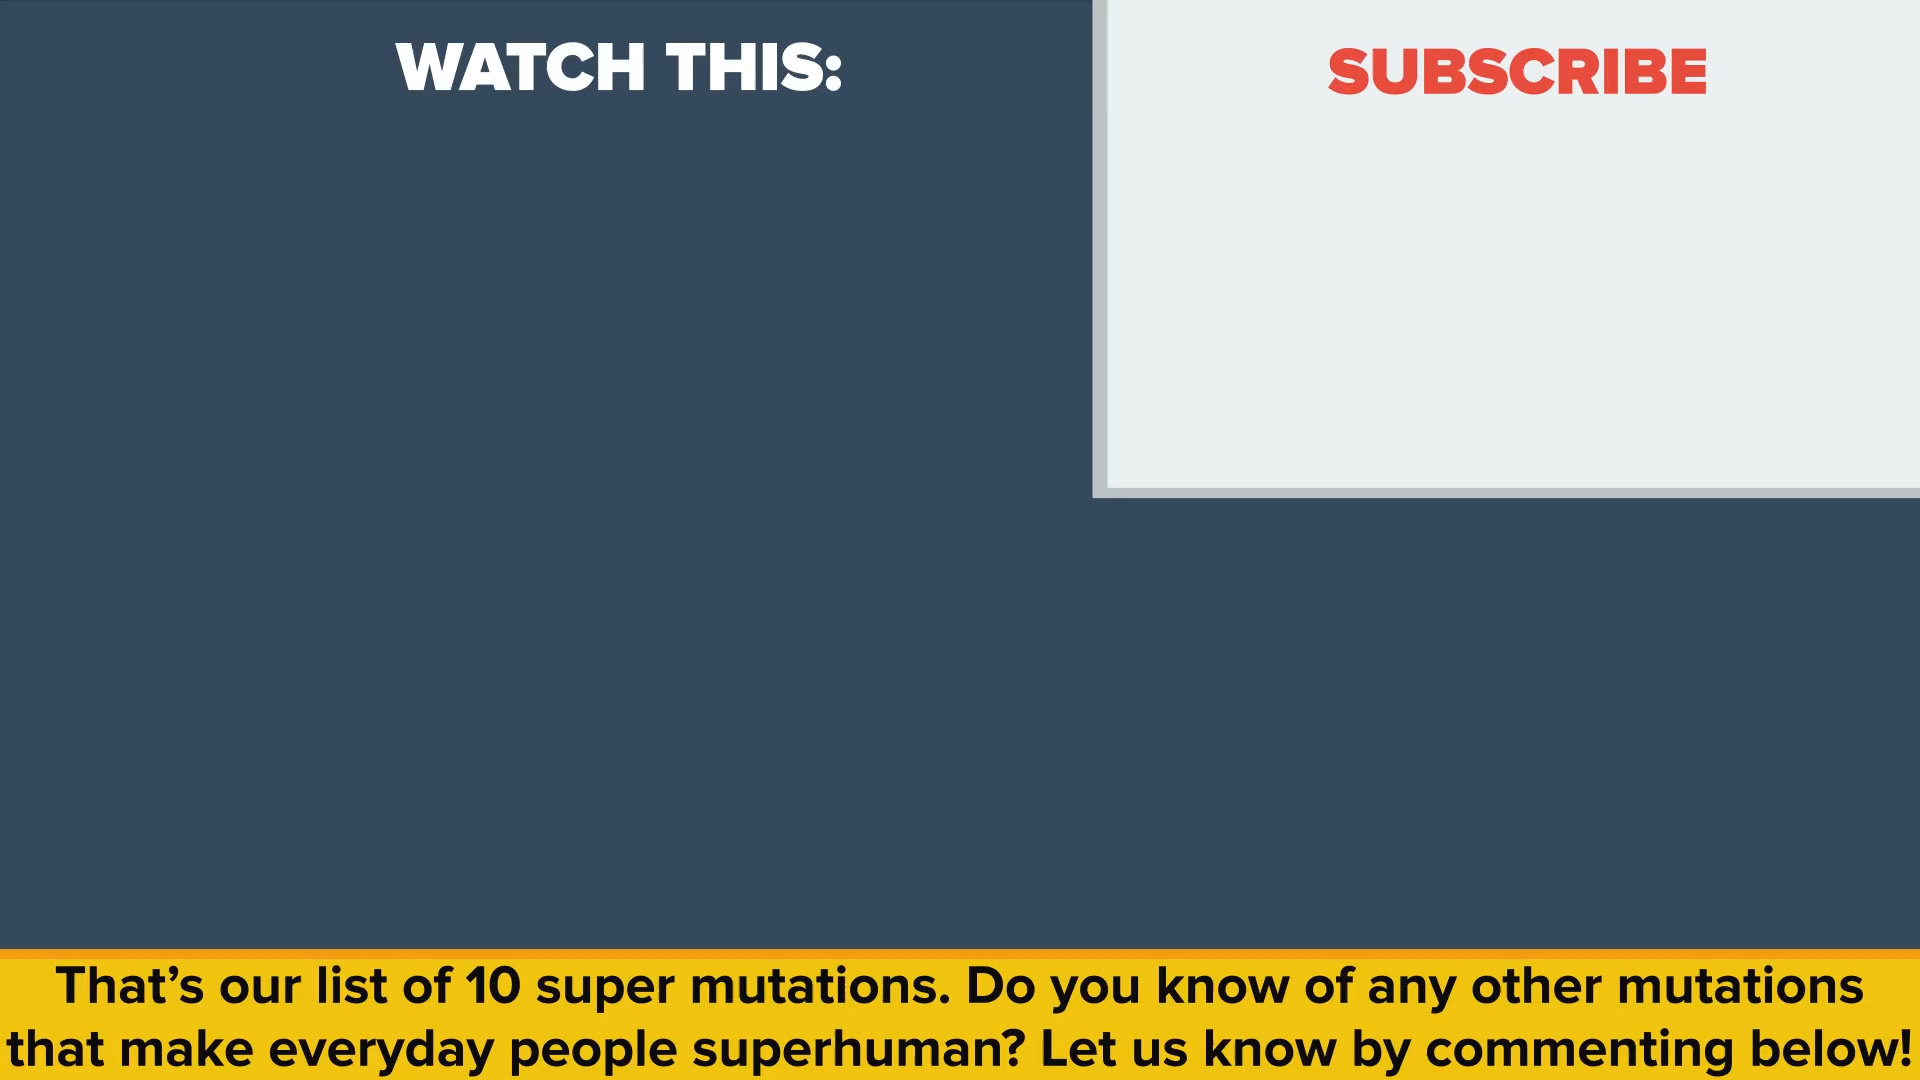 WATCH THIS:
SUBSCRIBE
That’s our list of 10 super mutations. Do you know of any other mutations
that make everyday people superhuman? Let us know by commenting below!